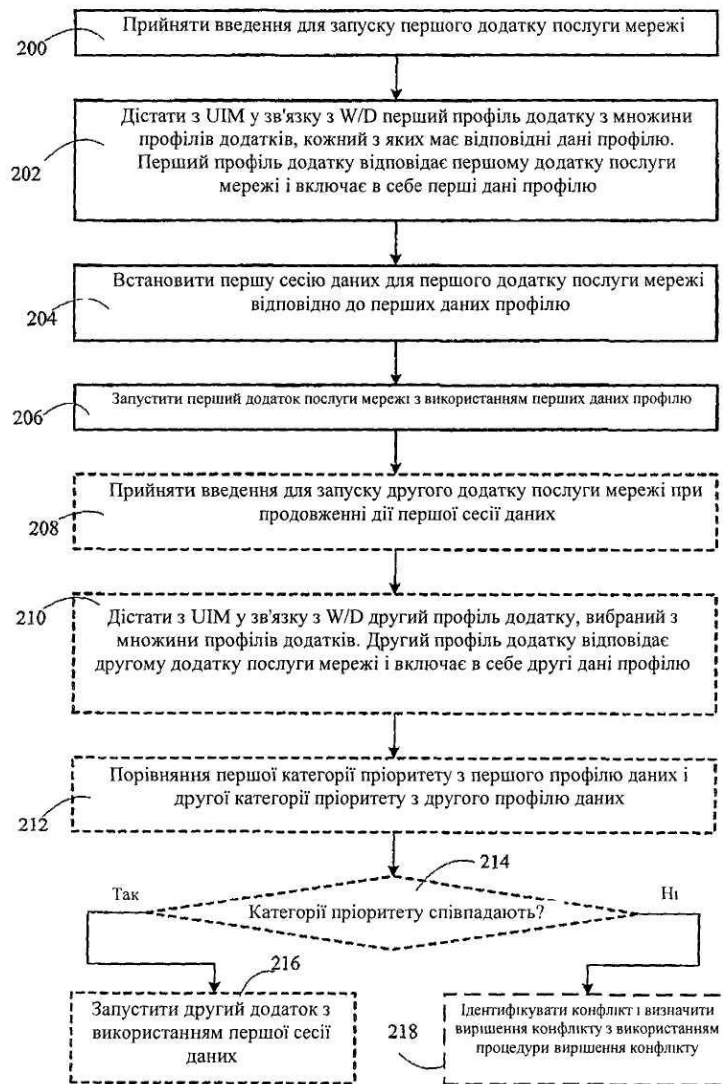 200
Прийняти введення для запуску першого додатку послуги мережі
202
Дістати з UIM у зв'язку з W/D перший профіль додатку з множини
профілів додатків, кожний з яких має відповідні дані профілю.
Перший профіль додатку відповідає першому додатку послуги
мережі і включає в себе перші дані профілю
204
Встановити першу сесію даних для першого додатку послуги мережі
відповідно до перших даних профілю
206
Запустити перший додаток послуги мережі з використанням перших даних профілю
208
Прийняти введення для запуску другого додатку послуги мережі при
продовженні дії першої сесії даних
210
Дістати з UIM у зв'язку з W/D другий профіль додатку, вибраний з
множини профілів додатків. Другий профіль додатку відповідає
другому додатку послуги мережі і включає в себе другі дані профілю
212
Порівняння першої категорії пріоритету з першого профілю даних і
другої категорії пріоритету з другого профілю даних
214
Так
Категорії пріоритету співпадають?
Ні
216
Запустити другий додаток з
використанням першої сесії
даних
218
Ідентифікувати конфлікт і визначити
вирішення конфлікту з використанням
процедури вирішення конфлікту